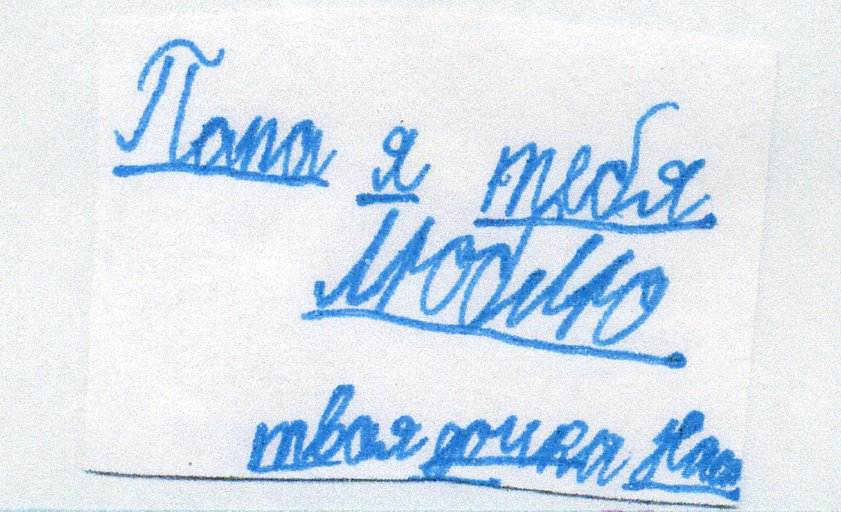 Папа я тебя
Люблю
твоя дочка